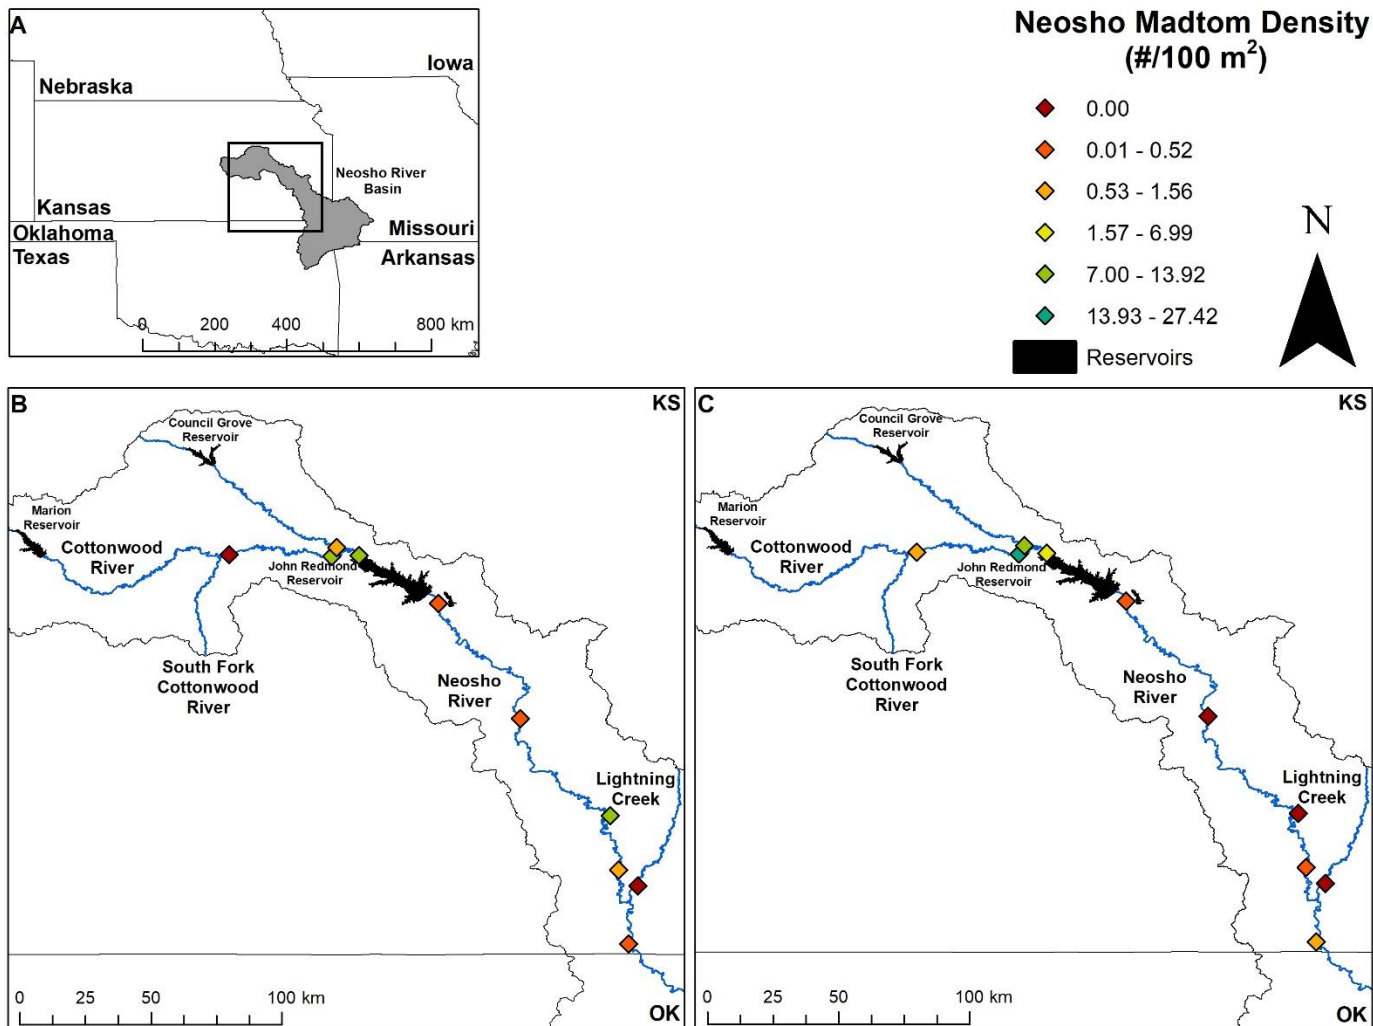 A
Iowa
Nebraska
Neosho River
Basin
Kansas
Oklahoma
Missouri
Texas
Arkansas
0 200 400 800 km
Neosho Madtom Density
(#/100 m²)
0.00
0.01 - 0.52
0.53 - 1.56
1.57 - 6.99
7.00 - 13.92
13.93 - 27.42
Reservoirs
N
B
KS
Council Grove
Reservoir
Marion
Reservoir
Cottonwood
River
John Redmond
Reservoir
South Fork
Cottonwood
River
Neosho
River
Lightning
Creek
0 25 50 100 km
OK
C
KS
Council Grove
Reservoir
Marion
Reservoir
Cottonwood
River
John Redmond
Reservoir
South Fork
Cottonwood
River
Neosho
River
Lightning
Creek
0 25 50 100 km
OK